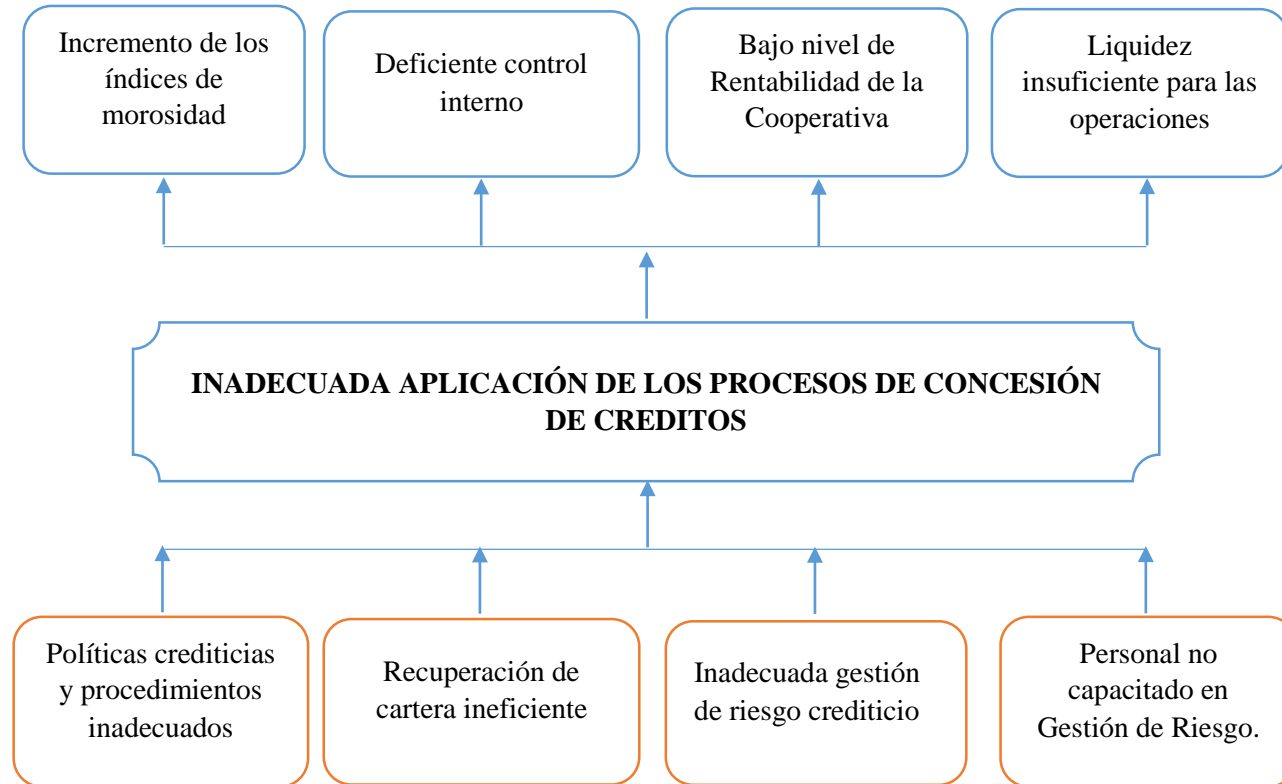 Incremento de los
índices de
morosidad
Deficiente control
interno
Bajo nivel de
Rentabilidad de la
Cooperativa
Liquidez
insuficiente para las
operaciones
INADECUADA APLICACIÓN DE LOS PROCESOS DE CONCESIÓN
DE CREDITOS
Políticas crediticias
y procedimientos
inadecuados
Recuperación de
cartera ineficiente
Inadecuada gestión
de riesgo crediticio
Personal no
capacitado en
Gestión de Riesgo.